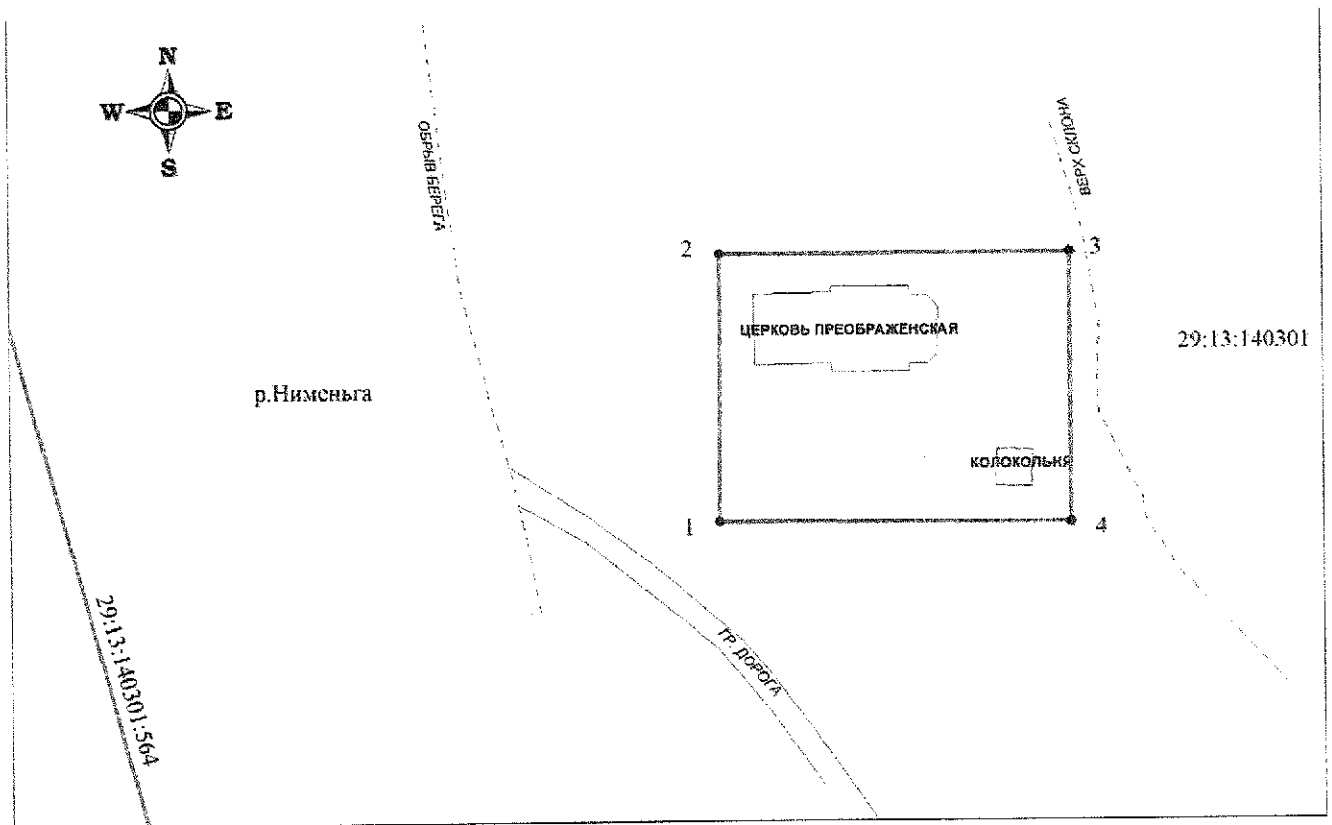 N
W E
S
ОБРЫВ БЕРЕГА
ВЕРХ СКЛОНА
2
3
ЦЕРКОВЬ ПРЕОБРАЖЕНСКАЯ
29:13:140301
р.Нименьга
КОЛОКОЛЬНЯ
1
4
29:13:140301:564
ГР. ДОРОГА